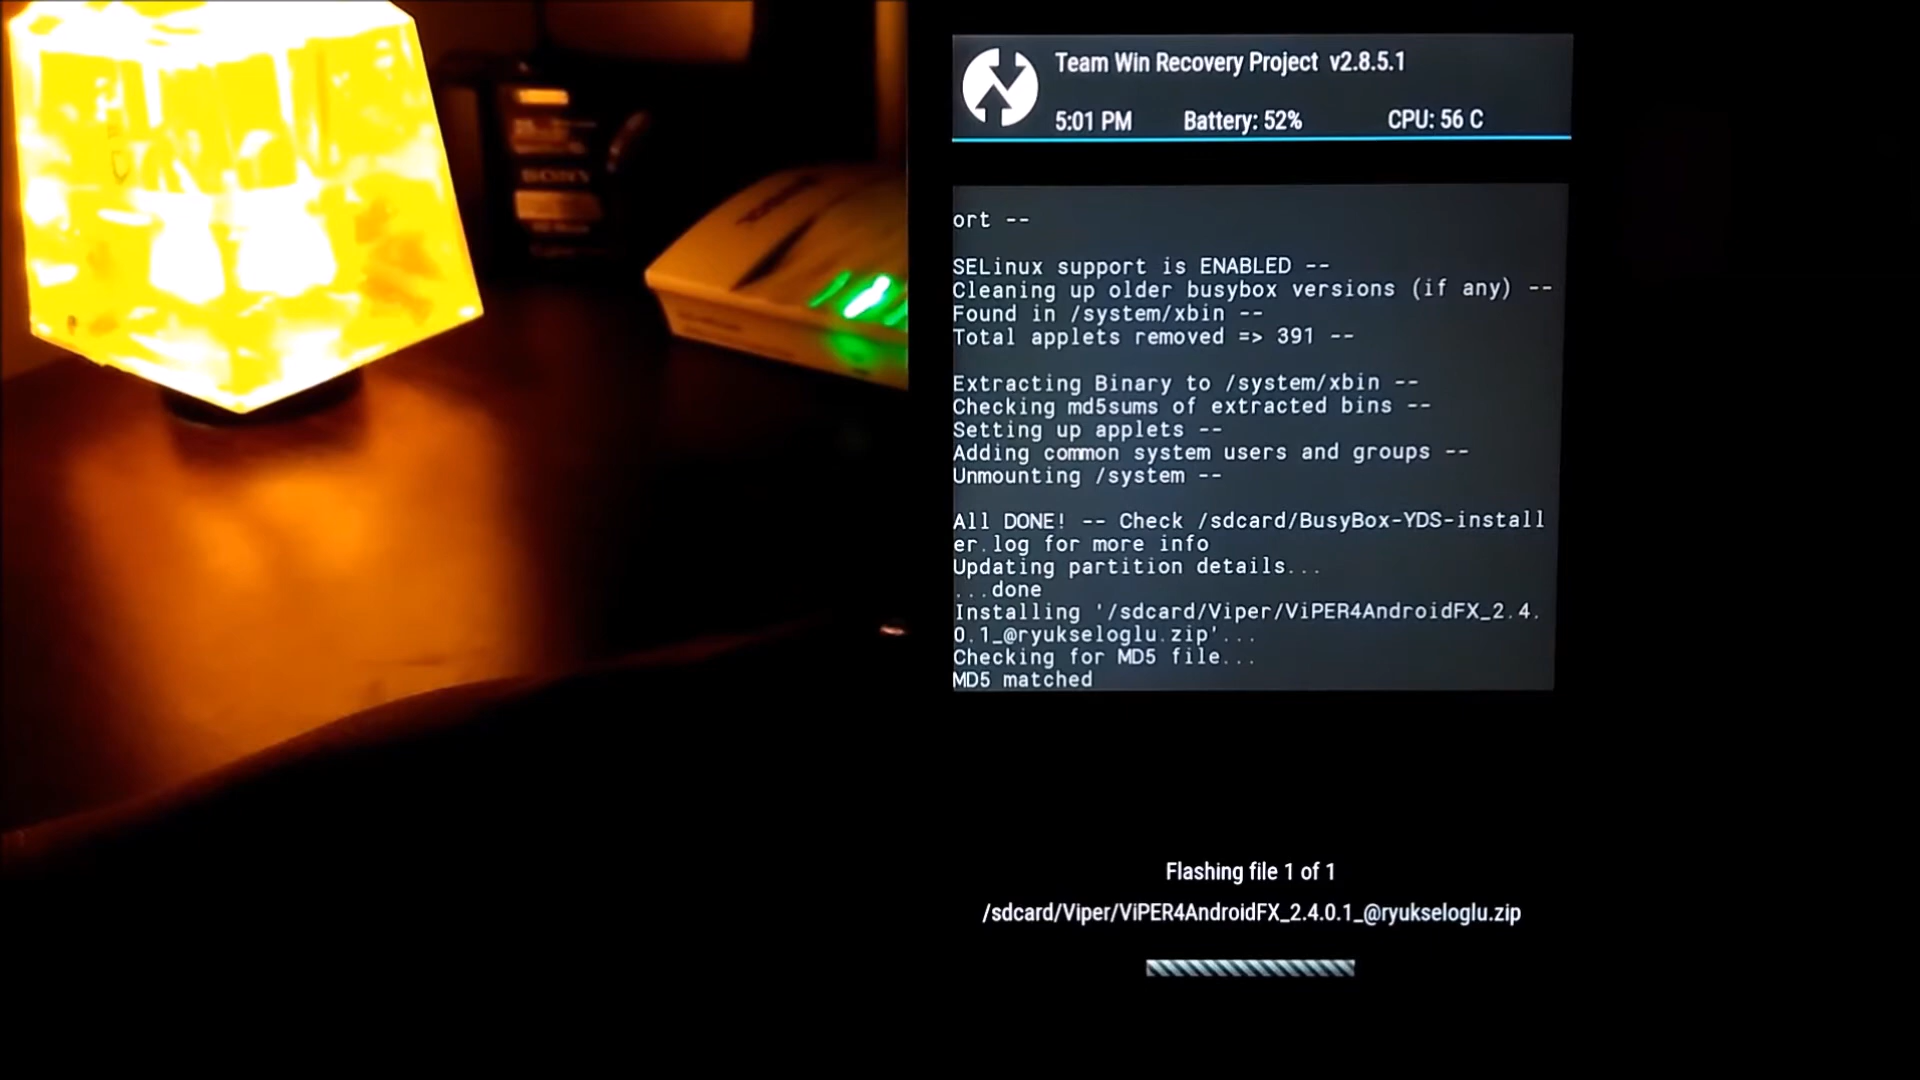 SONY
Team Win Recovery Project v2.8.5.1
5:01 PM Battery: 52% CPU: 56 C
ort --
SELinux support is ENABLED --
Cleaning up older busybox versions (if any) --
Found in /system/xbin --
Total applets removed => 391 --
Extracting Binary to /system/xbin --
Checking md5sums of extracted bins --
Setting up applets --
Adding common system users and groups --
Unmounting /system --
All DONE! -- Check /sdcard/BusyBox-YDS-install
er.log for more info
Updating partition details...
...done
Installing '/sdcard/Viper/ViPER4AndroidFX_2.4.
0.1_@ryukseloglu.zip'...
Checking for MD5 file...
MD5 matched
Flashing file 1 of 1
/sdcard/Viper/ViPER4AndroidFX_2.4.0.1_@ryukseloglu.zip